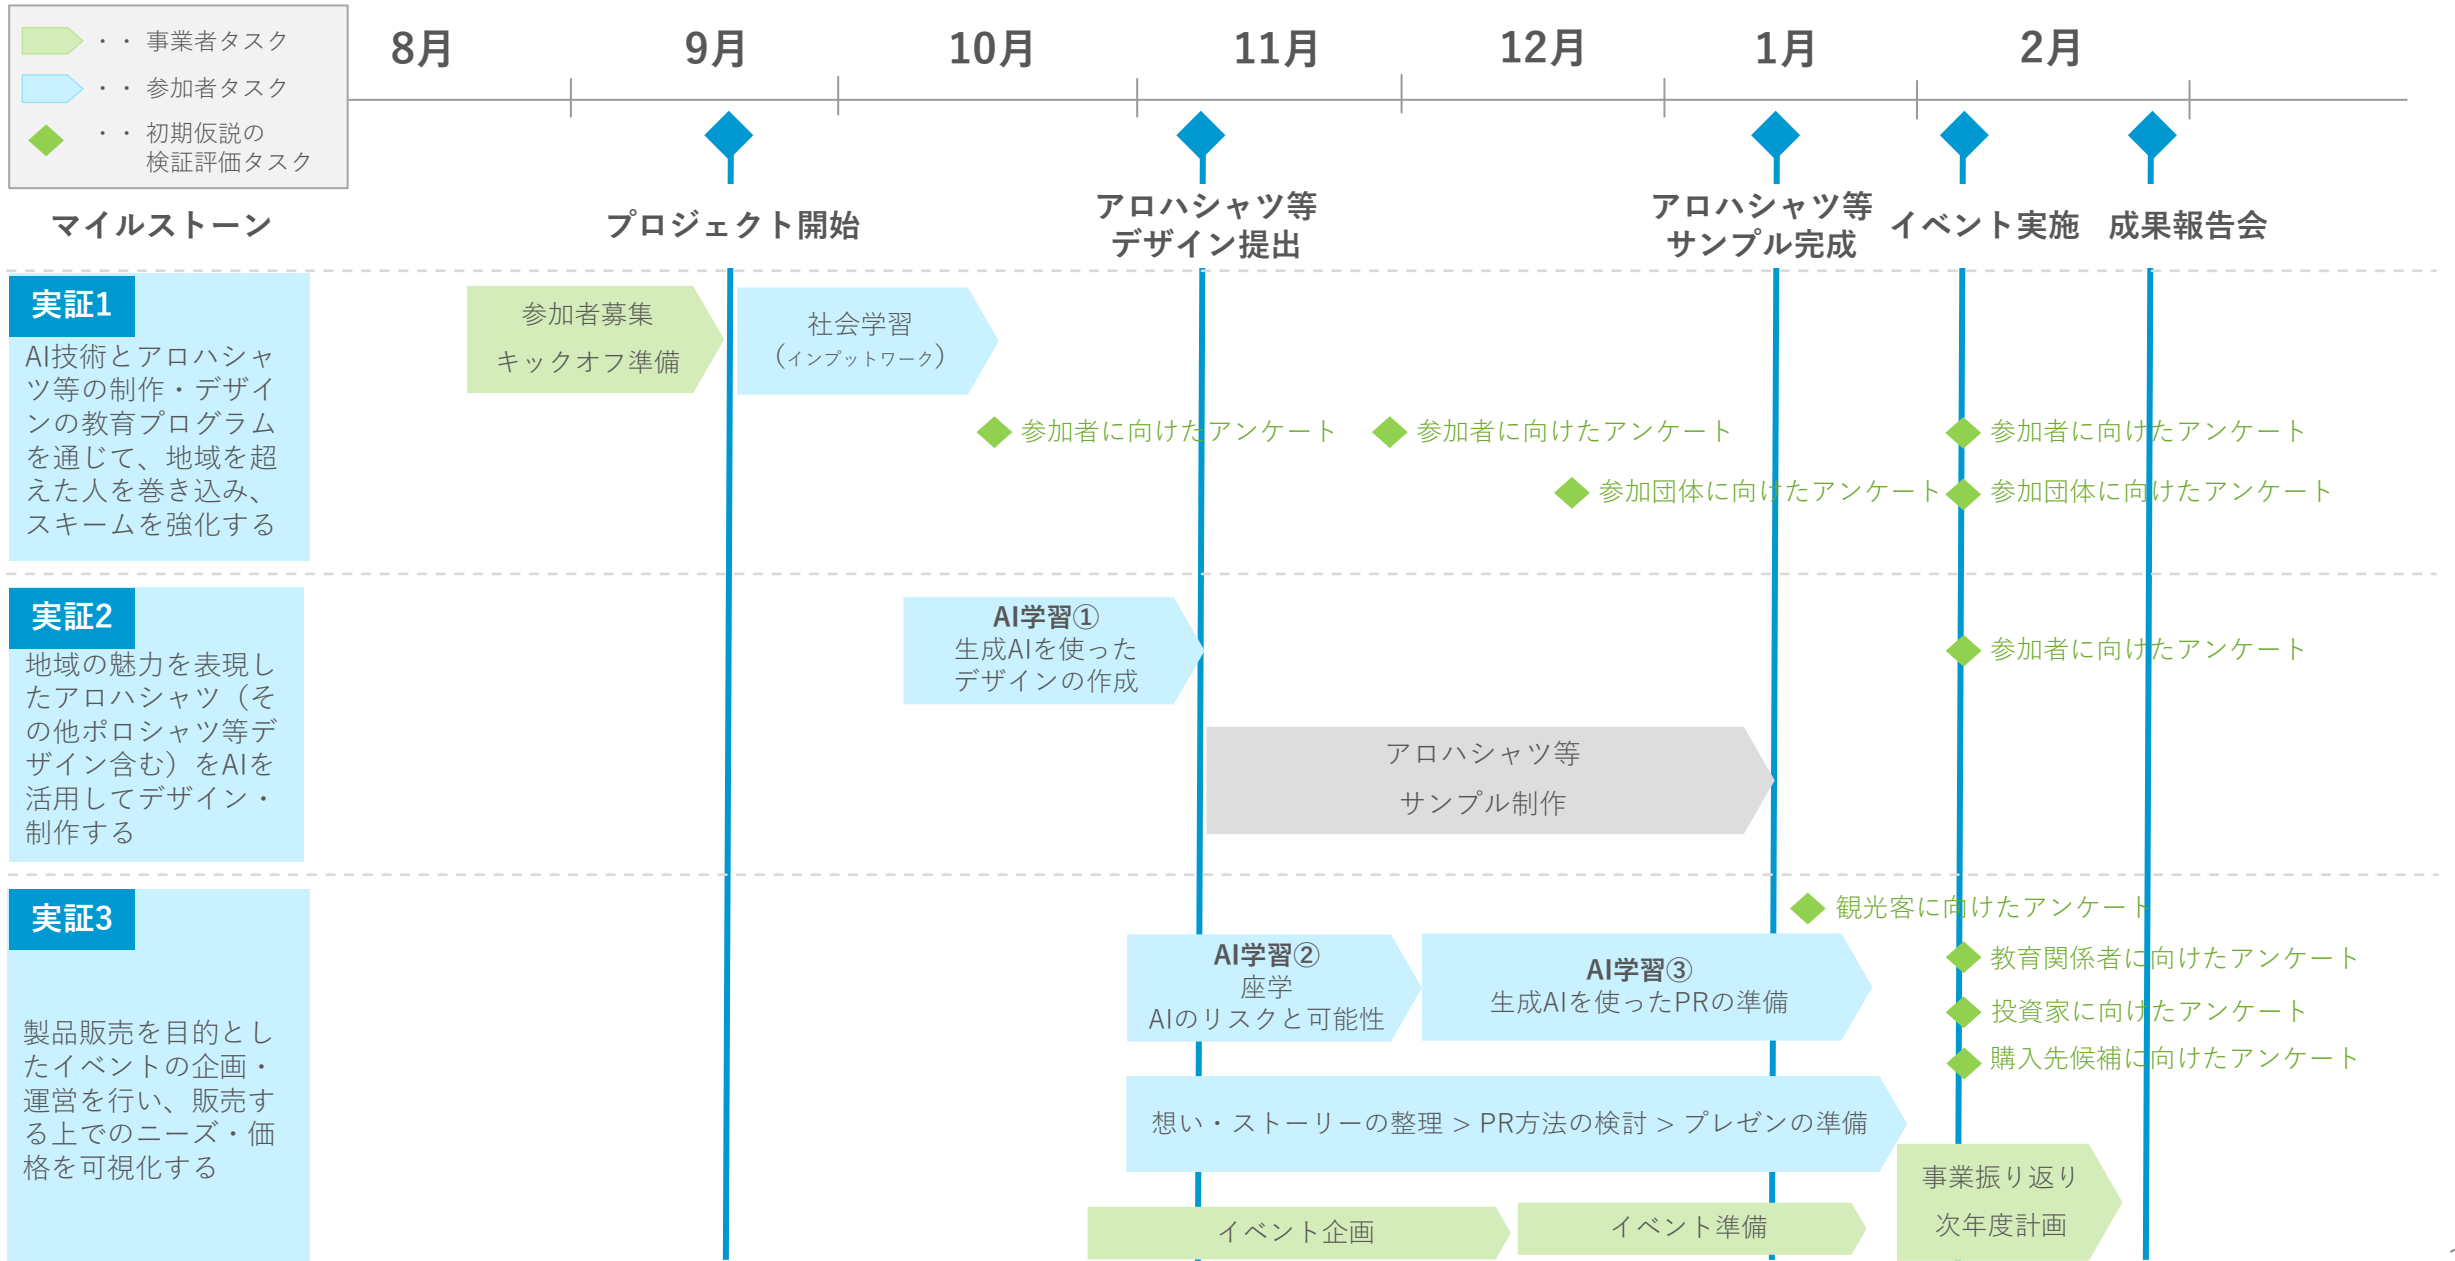 ・・ 事業者タスク
・・ 参加者タスク
・・ 初期仮説の
検証評価タスク
8月
9月
10月
11月
12月
1月
2月
マイルストーン
プロジェクト開始
アロハシャツ等
デザイン提出
アロハシャツ等
サンプル完成
イベント実施
成果報告会
実証1
AI技術とアロハシャ
ツ等の制作・デザイ
ンの教育プログラム
を通じて、地域を超
えた人を巻き込み、
スキームを強化する
参加者募集
キックオフ準備
社会学習
（インプットワーク）
参加者に向けたアンケート
参加者に向けたアンケート
参加者に向けたアンケート
参加団体に向けたアンケート
参加団体に向けたアンケート
実証2
地域の魅力を表現し
たアロハシャツ（そ
の他ポロシャツ等デ
ザイン含む）をAIを
活用してデザイン・
制作する
AI学習①
生成AIを使った
デザインの作成
参加者に向けたアンケート
アロハシャツ等
サンプル制作
実証3
製品販売を目的とし
たイベントの企画・
運営を行い、販売す
る上でのニーズ・価
格を可視化する
観光客に向けたアンケート
AI学習②
座学
AIのリスクと可能性
AI学習③
生成AIを使ったPRの準備
教育関係者に向けたアンケート
投資家に向けたアンケート
購入先候補に向けたアンケート
想い・ストーリーの整理 > PR方法の検討 > プレゼンの準備
事業振り返り
次年度計画
イベント企画
イベント準備